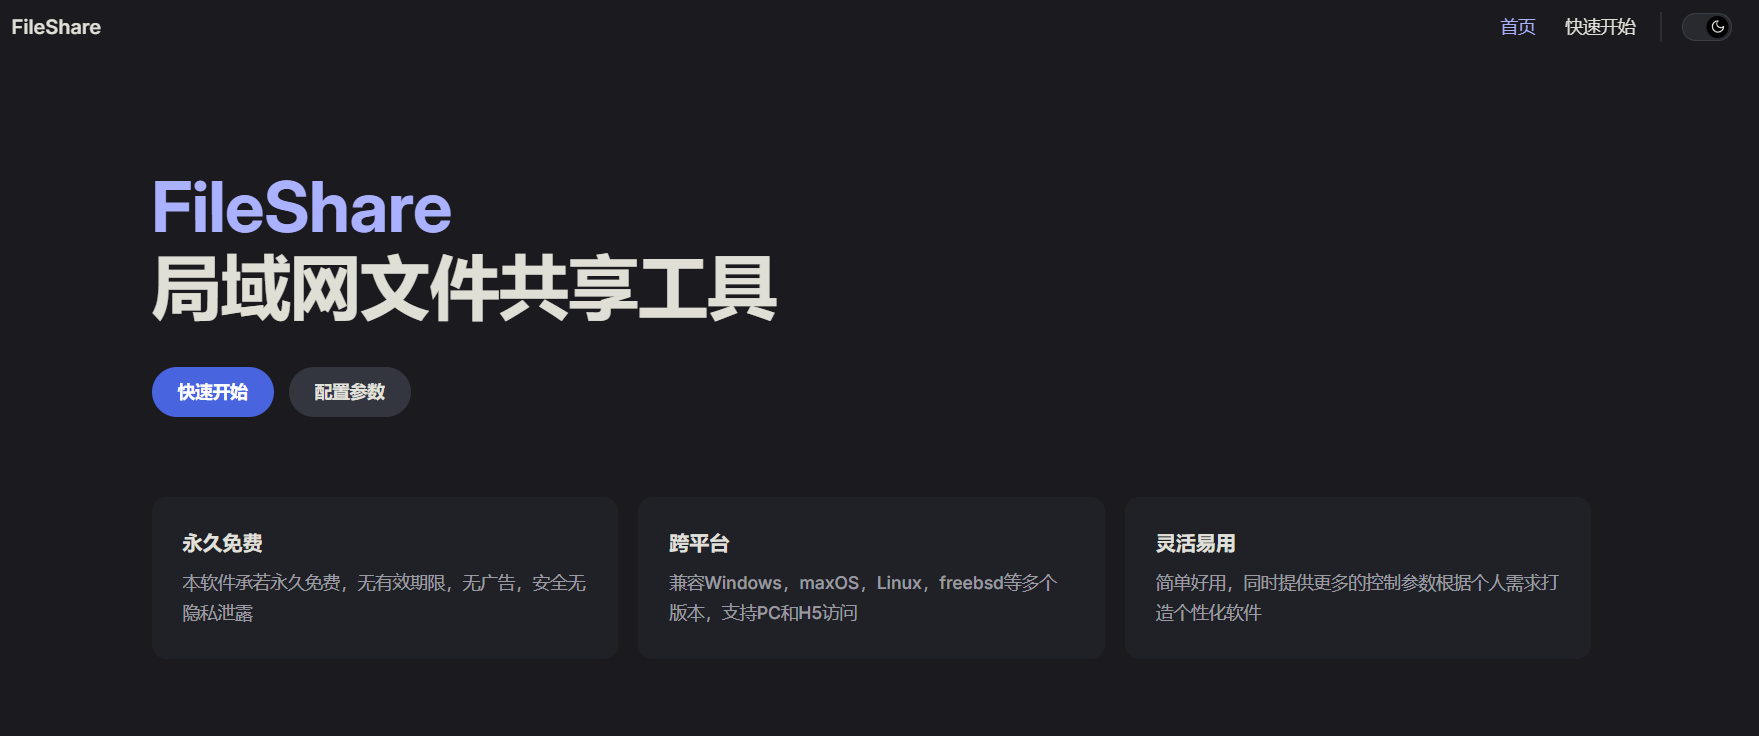 FileShare
首页
快速开始
FileShare
局域网文件共享工具
快速开始
配置参数
永久免费
本软件承若永久免费，无有效期限，无广告，安全无
隐私泄露
跨平台
兼容Windows，maxOS，Linux，freebsd等多个
版本，支持PC和H5访问
灵活易用
简单好用，同时提供更多的控制参数根据个人需求打
造个性化软件